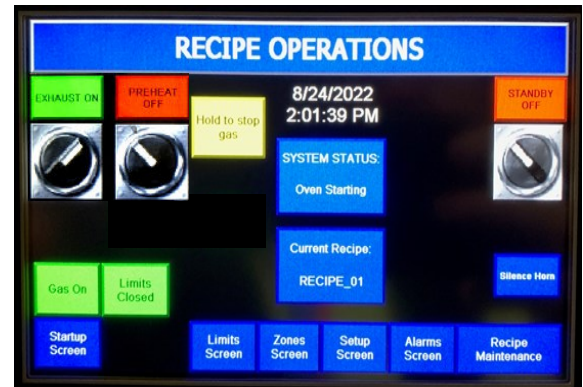 RECIPE OPERATIONS
EXHAUST ON
PREHEAT
OFF
Hold to stop
gas
8/24/2022
2:01:39 PM
STANDBY
OFF
SYSTEM STATUS:
Oven Starting
Current Recipe:
RECIPE_01
Gas On
Limits
Closed
Silence Horn
Startup
Screen
Limits
Screen
Zones
Screen
Setup
Screen
Alarms
Screen
Recipe
Maintenance